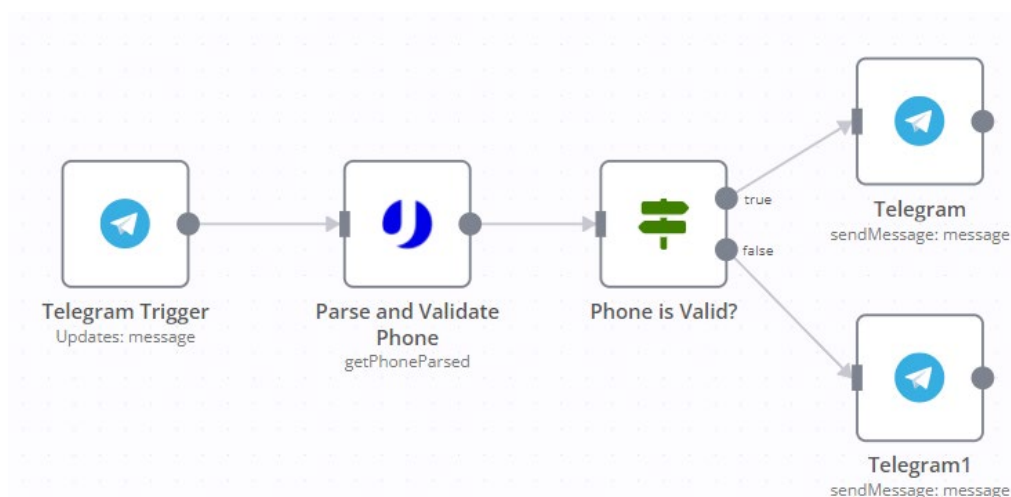 Telegram Trigger
Updates: message
Parse and Validate
Phone
getPhoneParsed
Phone is Valid?
true
false
Telegram
sendMessage: message
Telegram1
sendMessage: message